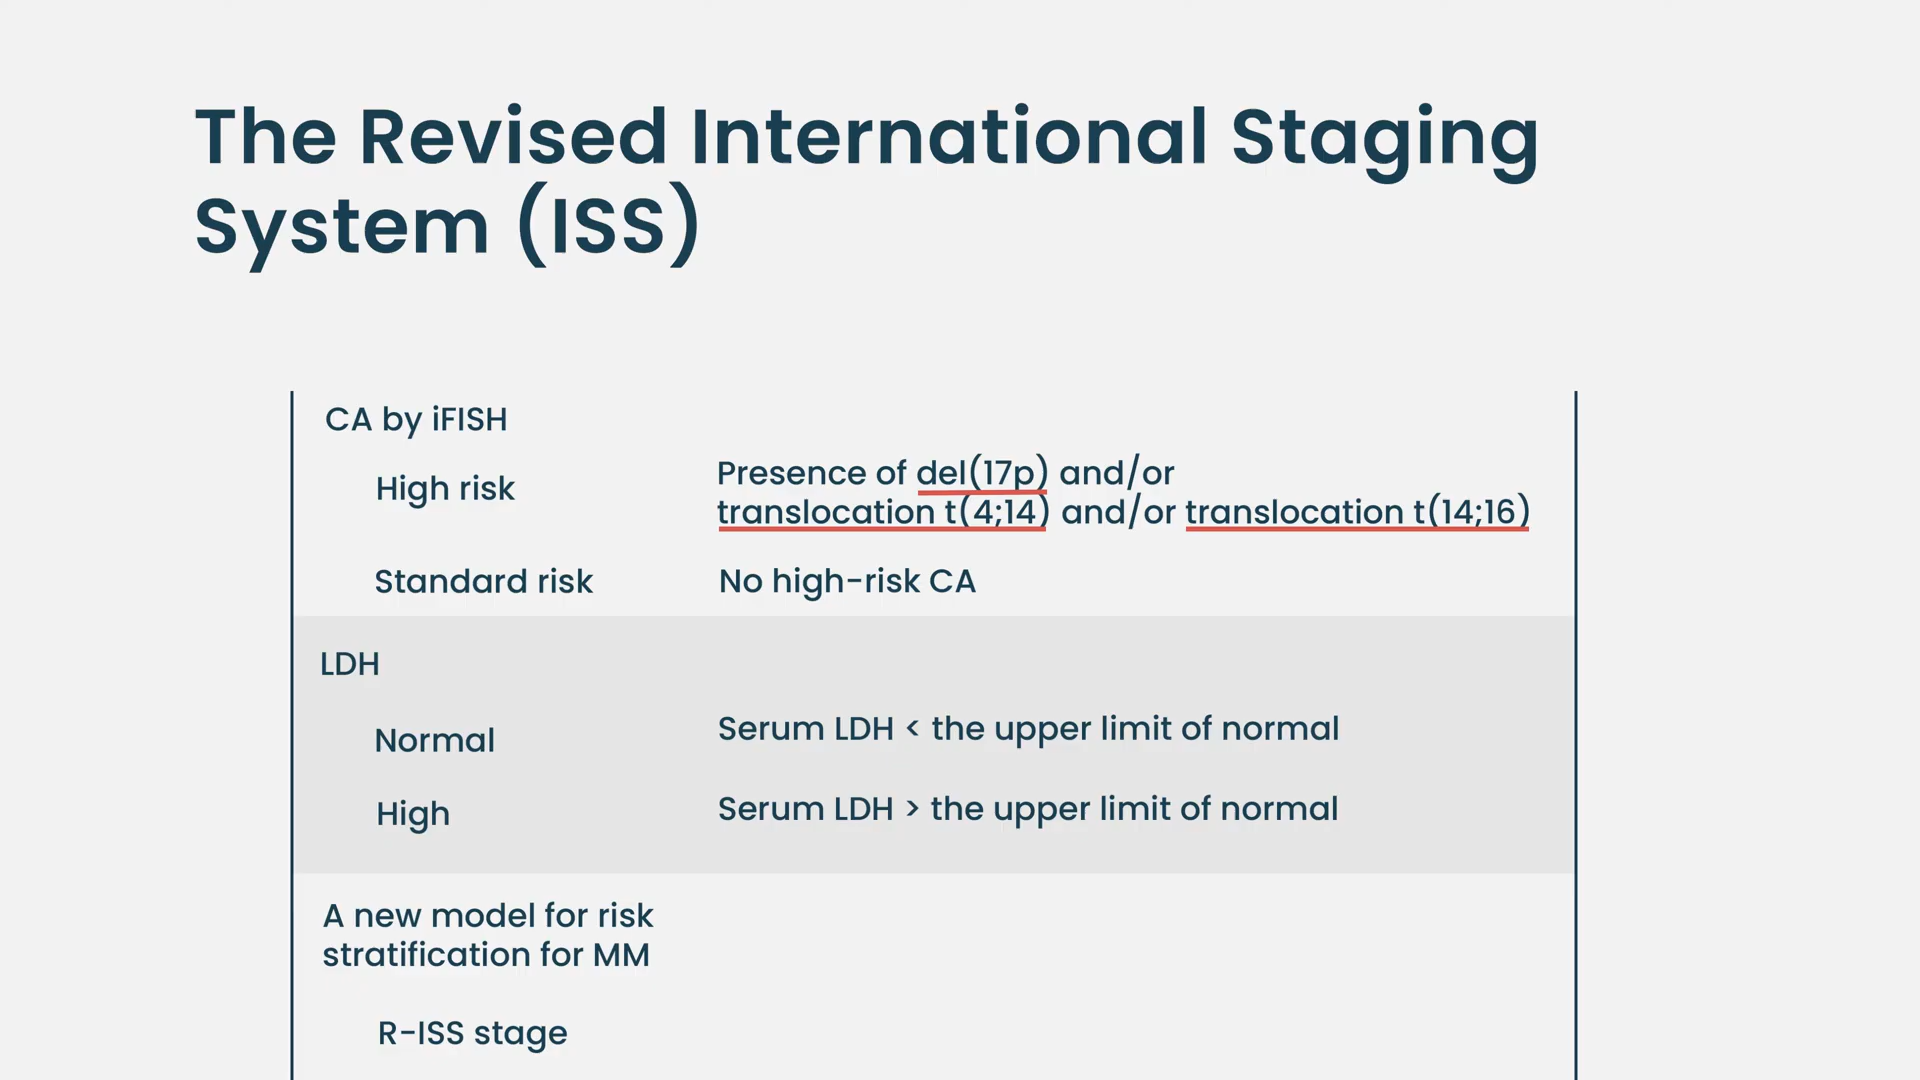 The Revised International Staging
System (ISS)
CA by iFISH
High risk
Presence of del(17p) and/or
translocation t(4;14) and/or translocation t(14;16)
Standard risk
No high-risk CA
LDH
Normal
Serum LDH < the upper limit of normal
High
Serum LDH > the upper limit of normal
A new model for risk
stratification for MM
R-ISS stage